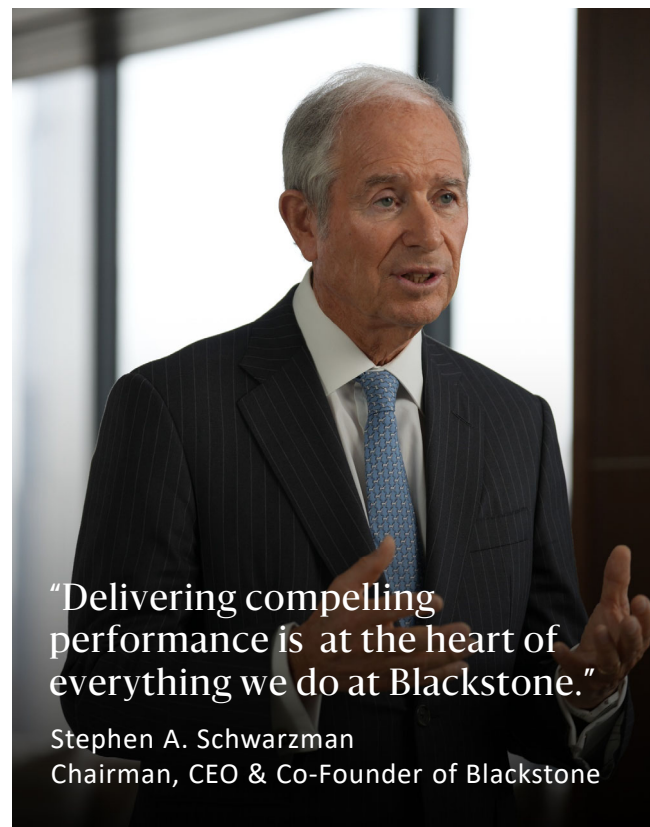 “Delivering compelling
performance is  at the heart of
everything we do at Blackstone.”
Stephen A. Schwarzman
Chairman, CEO & Co-Founder of Blackstone